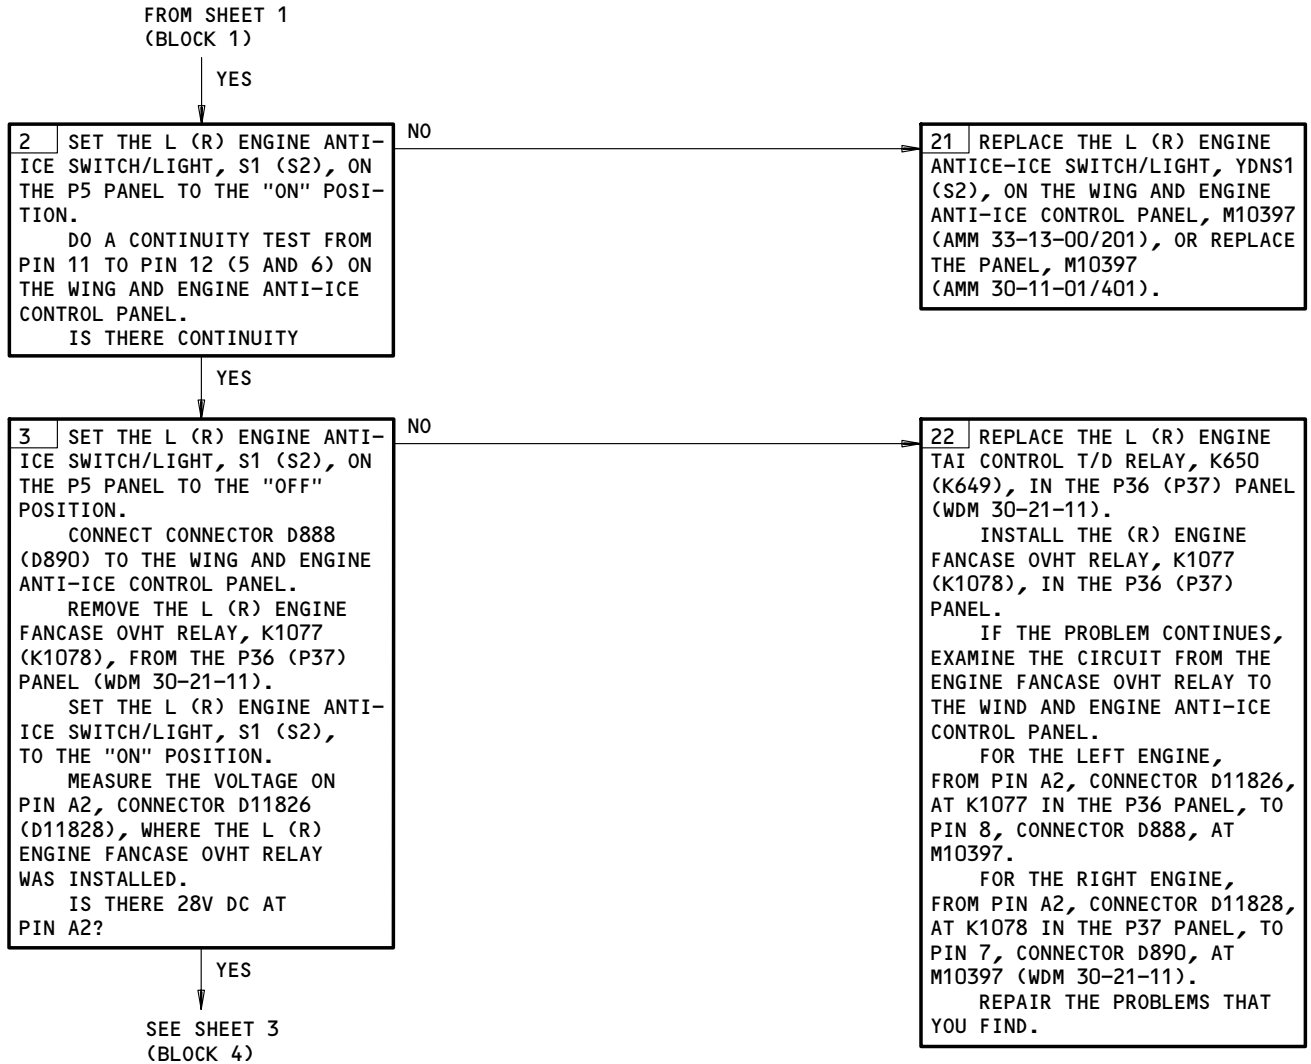 FROM SHEET 1
(BLOCK 1)
YES
2 SET THE L (R) ENGINE ANTI-
ICE SWITCH/LIGHT, S1 (S2), ON
THE P5 PANEL TO THE "ON" POSI-
TION.
DO A CONTINUITY TEST FROM
PIN 11 TO PIN 12 (5 AND 6) ON
THE WING AND ENGINE ANTI-ICE
CONTROL PANEL.
IS THERE CONTINUITY
NO
21 REPLACE THE L (R) ENGINE
ANTICE-ICE SWITCH/LIGHT, YDNS1
(S2), ON THE WING AND ENGINE
ANTI-ICE CONTROL PANEL, M10397
(AMM 33-13-00/201), OR REPLACE
THE PANEL, M10397
(AMM 30-11-01/401).
YES
3 SET THE L (R) ENGINE ANTI-
ICE SWITCH/LIGHT, S1 (S2), ON
THE P5 PANEL TO THE "OFF"
POSITION.
CONNECT CONNECTOR D888
(D890) TO THE WING AND ENGINE
ANTI-ICE CONTROL PANEL.
REMOVE THE L (R) ENGINE
FANCASE OVHT RELAY, K1077
(K1078), FROM THE P36 (P37)
PANEL (WDM 30-21-11).
SET THE L (R) ENGINE ANTI-
ICE SWITCH/LIGHT, S1 (S2),
TO THE "ON" POSITION.
MEASURE THE VOLTAGE ON
PIN A2, CONNECTOR D11826
(D11828), WHERE THE L (R)
ENGINE FANCASE OVHT RELAY
WAS INSTALLED.
IS THERE 28V DC AT
PIN A2?
NO
22 REPLACE THE L (R) ENGINE
TAI CONTROL T/D RELAY, K650
(K649), IN THE P36 (P37) PANEL
(WDM 30-21-11).
INSTALL THE (R) ENGINE
FANCASE OVHT RELAY, K1077
(K1078), IN THE P36 (P37)
PANEL.
IF THE PROBLEM CONTINUES,
EXAMINE THE CIRCUIT FROM THE
ENGINE FANCASE OVHT RELAY TO
THE WIND AND ENGINE ANTI-ICE
CONTROL PANEL.
FOR THE LEFT ENGINE,
FROM PIN A2, CONNECTOR D11826,
AT K1077 IN THE P36 PANEL, TO
PIN 8, CONNECTOR D888, AT
M10397.
FOR THE RIGHT ENGINE,
FROM PIN A2, CONNECTOR D11828,
AT K1078 IN THE P37 PANEL, TO
PIN 7, CONNECTOR D890, AT
M10397 (WDM 30-21-11).
REPAIR THE PROBLEMS THAT
YOU FIND.
YES
SEE SHEET 3
(BLOCK 4)